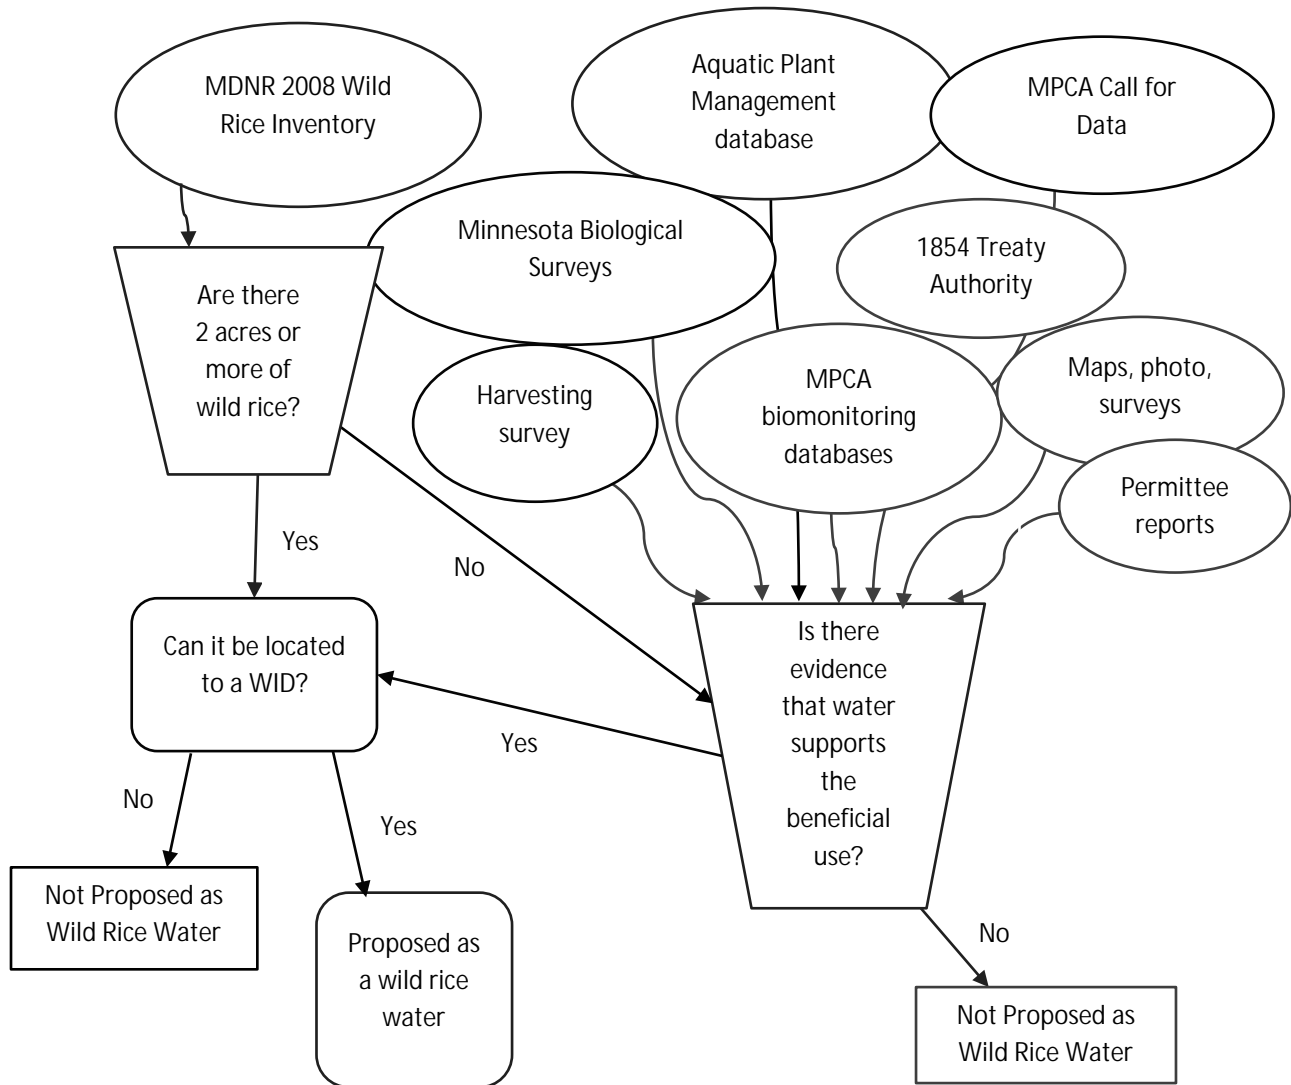 MDNR 2008 Wild
Rice Inventory
Aquatic Plant
Management
database
MPCA Call for
Data
Minnesota Biological
Surveys
1854 Treaty
Authority
Are there
2 acres or
more of
wild rice?
Harvesting
survey
MPCA
biomonitoring
databases
Maps, photo,
surveys
Permittee
reports
Yes
No
Can it be located
to a WID?
Is there
evidence
that water
supports
the
beneficial
use?
Yes
No
Yes
Not Proposed as
Wild Rice Water
Proposed as
a wild rice
water
No
Not Proposed as
Wild Rice Water